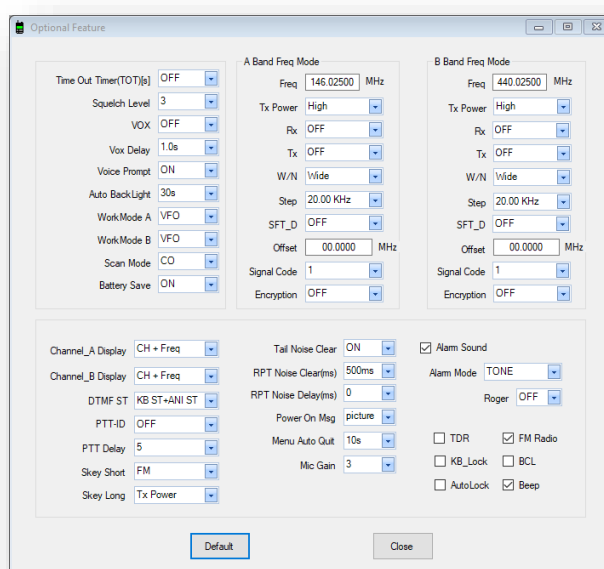 Optional Feature
Time Out Timer(TOT)[s] OFF
Squelch Level 3
VOX OFF
Vox Delay 1.0s
Voice Prompt ON
Auto BackLight 30s
WorkMode A VFO
WorkMode B VFO
Scan Mode CO
Battery Save ON
A Band Freq Mode
Freq 146.02500 MHz
Tx Power High
Rx OFF
Tx OFF
W/N Wide
Step 20.00 KHz
SFT_D OFF
Offset 00.0000 MHz
Signal Code 1
Encryption OFF
B Band Freq Mode
Freq 440.02500 MHz
Tx Power High
Rx OFF
Tx OFF
W/N Wide
Step 20.00 KHz
SFT_D OFF
Offset 00.0000 MHz
Signal Code 1
Encryption OFF
Channel_A Display CH + Freq
Channel_B Display CH + Freq
DTMF ST KB ST+ANI ST
PTT-ID OFF
PTT Delay 5
Skey Short FM
Skey Long Tx Power
Tail Noise Clear ON
RPT Noise Clear(ms) 500ms
RPT Noise Delay(ms) 0
Power On Msg picture
Menu Auto Quit 10s
Mic Gain 3
Alarm Sound
Alarm Mode TONE
Roger OFF
TDR FM Radio
KB_Lock BCL
AutoLock Beep
Default Close